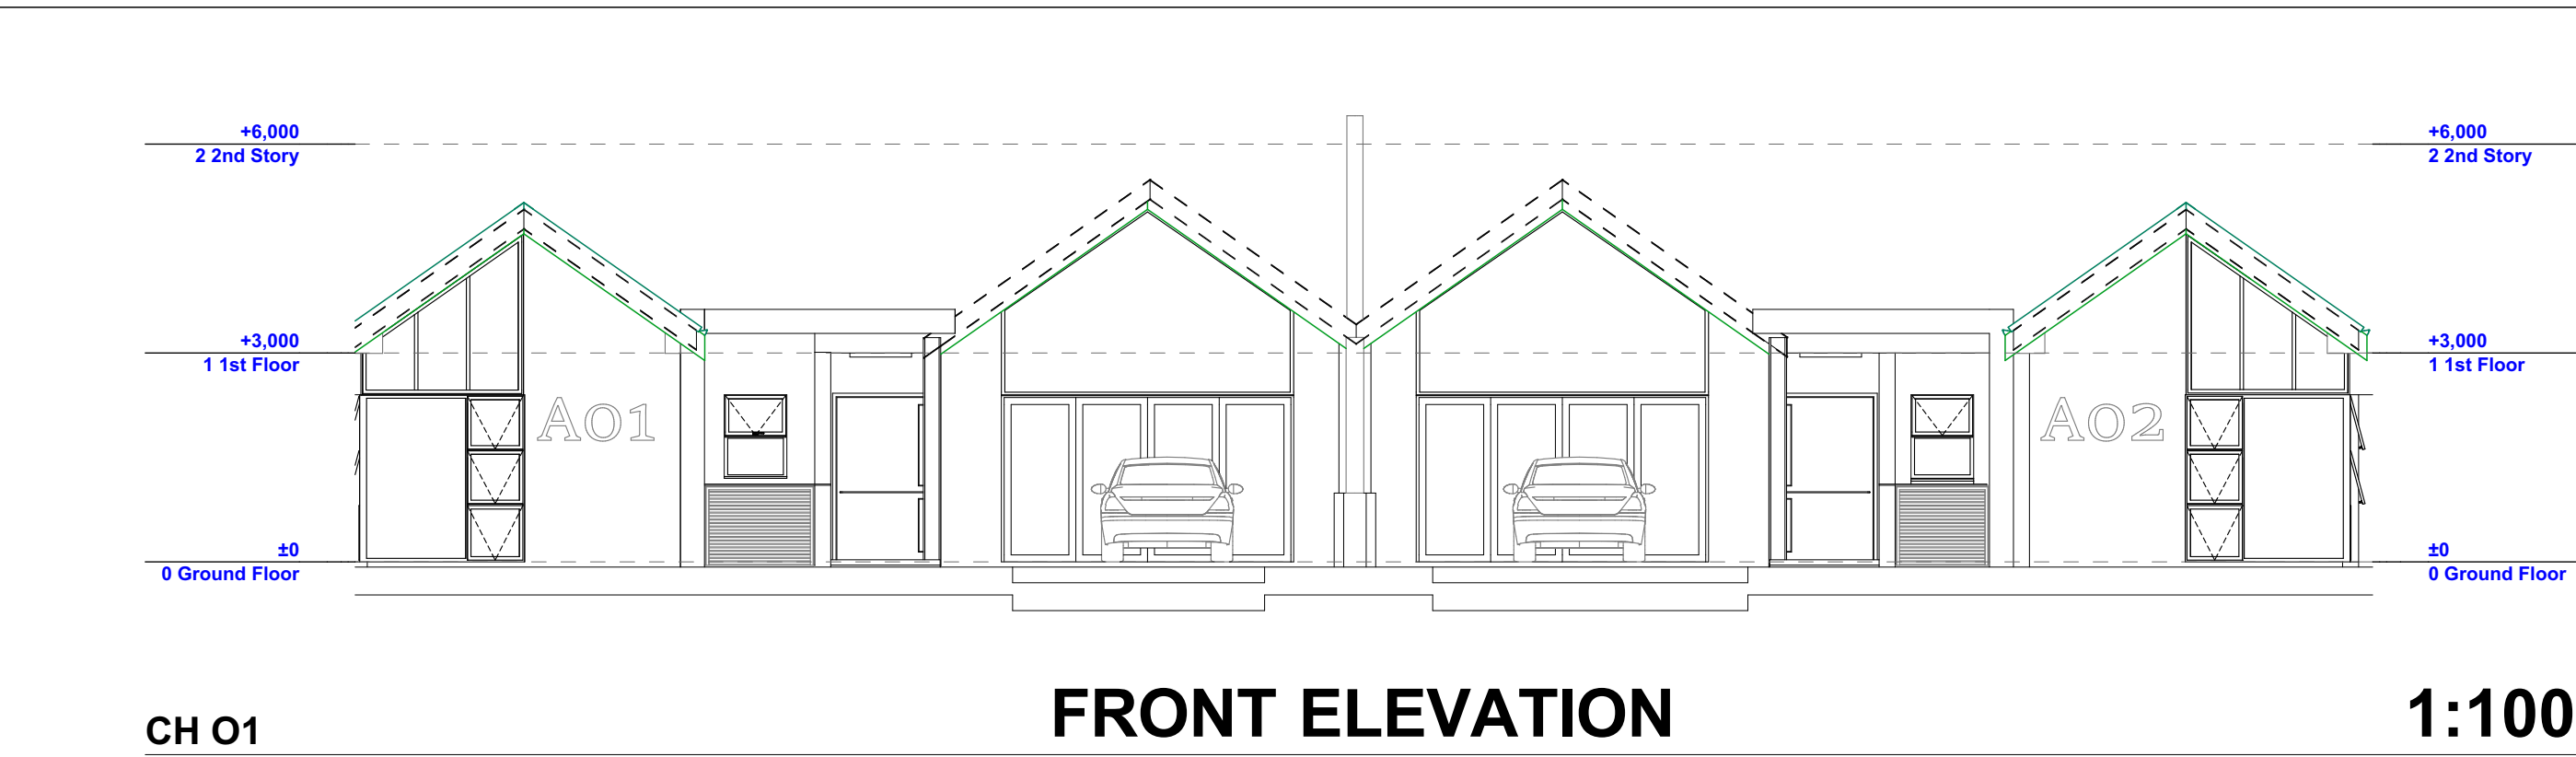 +6,000
2 2nd Story
+6,000
2 2nd Story
+3,000
1 1st Floor
+3,000
1 1st Floor
A01
A02
±0
0 Ground Floor
±0
0 Ground Floor
CH O1
FRONT ELEVATION
1:100